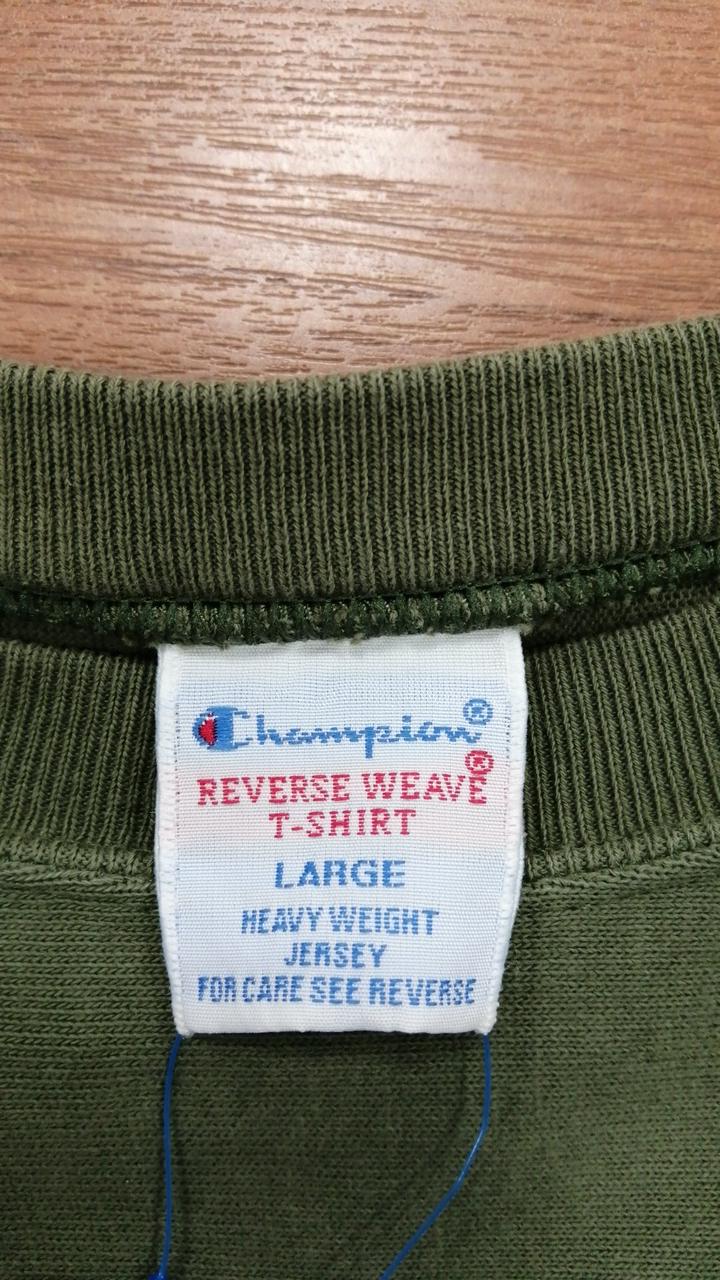 Champion®
REVERSE WEAVE®
T-SHIRT
LARGE
HEAVY WEIGHT
JERSEY
FOR CARE SEE REVERSE